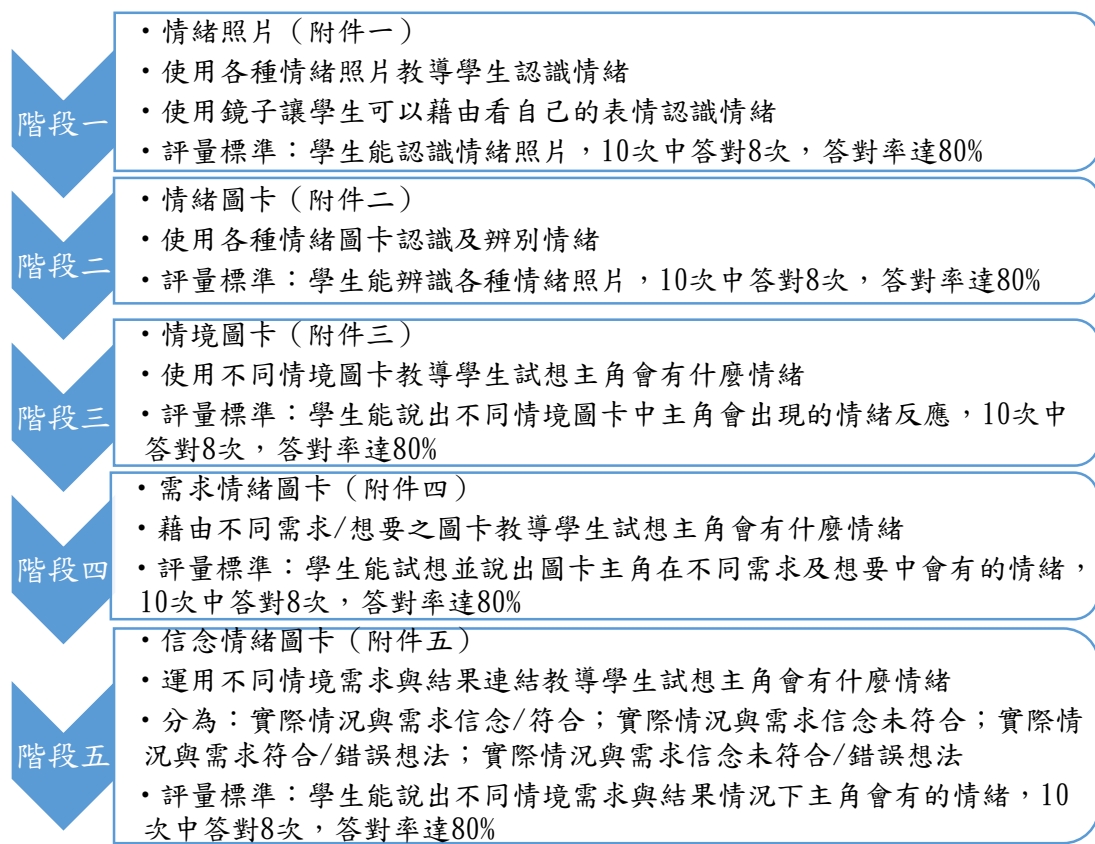 階段一
・情緒照片（附件一）
・使用各種情緒照片教導學生認識情緒
・使用鏡子讓學生可以藉由看自己的表情認識情緒
・評量標準：學生能認識情緒照片，10次中答對8次，答對率達80%
階段二
・情緒圖卡（附件二）
・使用各種情緒圖卡認識及辨別情緒
・評量標準：學生能辨識各種情緒照片，10次中答對8次，答對率達80%
階段三
・情境圖卡（附件三）
・使用不同情境圖卡教導學生試想主角會有什麼情緒
・評量標準：學生能說出不同情境圖卡中主角會出現的情緒反應，10次中
答對8次，答對率達80%
階段四
・需求情緒圖卡（附件四）
・藉由不同需求/想要之圖卡教導學生試想主角會有什麼情緒
・評量標準：學生能試想並說出圖卡主角在不同需求及想要中會有的情緒，
10次中答對8次，答對率達80%
階段五
・信念情緒圖卡（附件五）
・運用不同情境需求與結果連結教導學生試想主角會有什麼情緒
・分為：實際情況與需求信念/符合；實際情況與需求信念未符合；實際情
況與需求符合/錯誤想法；實際情況與需求信念未符合/錯誤想法
・評量標準：學生能說出不同情境需求與結果情況下主角會有的情緒，10
次中答對8次，答對率達80%